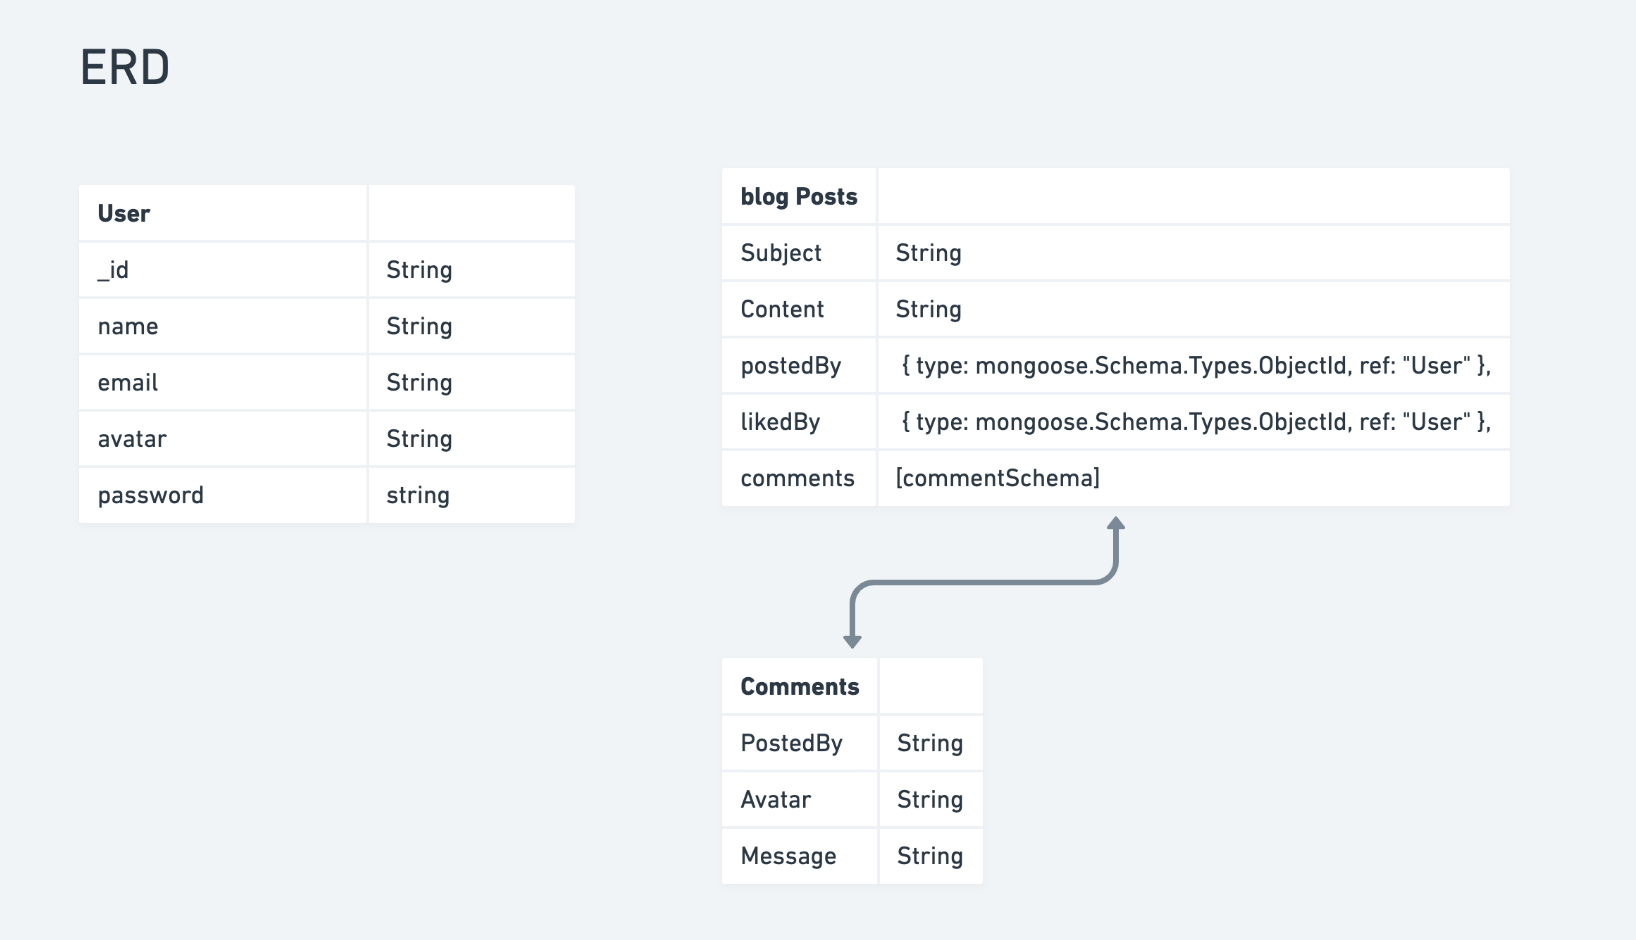 ERD
User
_id String
name String
email String
avatar String
password string
blog Posts
Subject String
Content String
postedBy { type: mongoose.Schema.Types.ObjectId, ref: "User" },
likedBy { type: mongoose.Schema.Types.ObjectId, ref: "User" },
comments [commentSchema]
Comments
PostedBy String
Avatar String
Message String